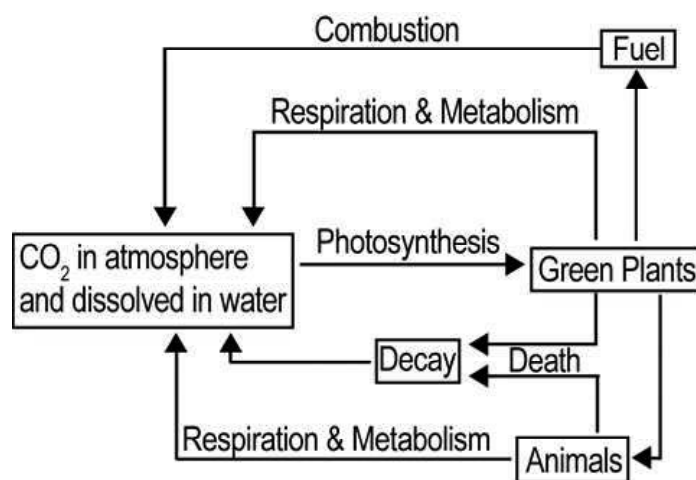 Combustion
Fuel
Respiration & Metabolism
CO₂ in atmosphere
and dissolved in water
Photosynthesis
Green Plants
Decay
Death
Respiration & Metabolism
Animals